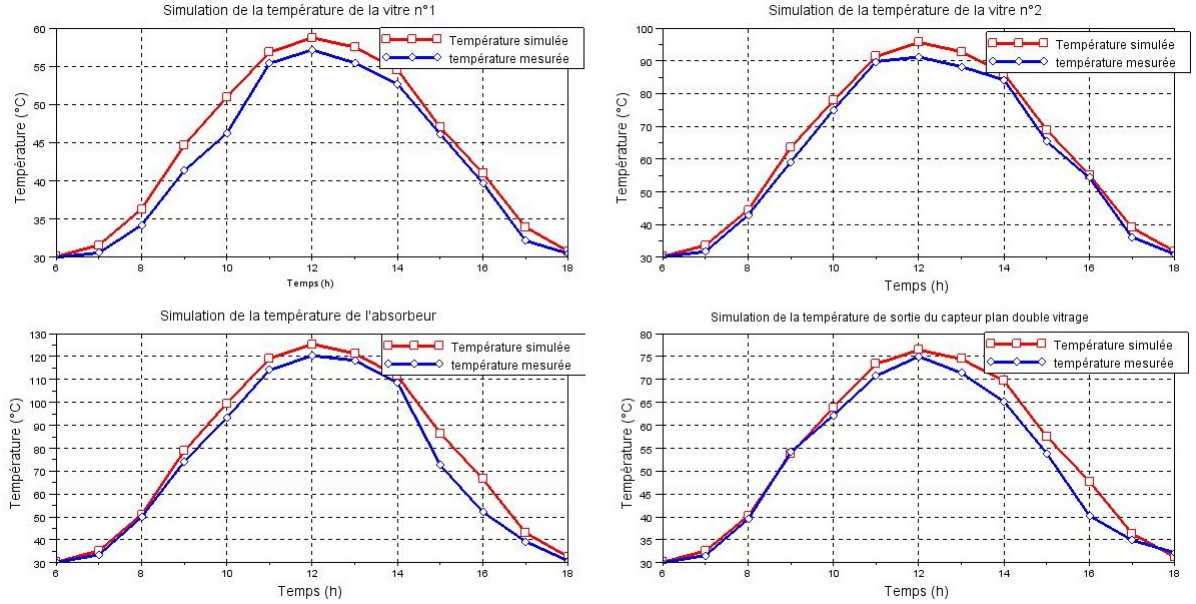 Simulation de la température de la vitre n°1
Température (°C)
60
55
50
45
40
35
30
Température simulée
température mesurée
6 8 10 12 14 16 18
Temps (h)
Simulation de la température de la vitre n°2
Température (°C)
100
90
80
70
60
50
40
30
Température simulée
température mesurée
6 8 10 12 14 16 18
Temps (h)
Simulation de la température de l'absorbeur
Température (°C)
130
120
110
100
90
80
70
60
50
40
30
Température simulée
température mesurée
6 8 10 12 14 16 18
Temps (h)
Simulation de la température de sortie du capteur plan double vitrage
Température (°C)
80
75
70
65
60
55
50
45
40
35
30
Température simulée
température mesurée
6 8 10 12 14 16 18
Temps (h)